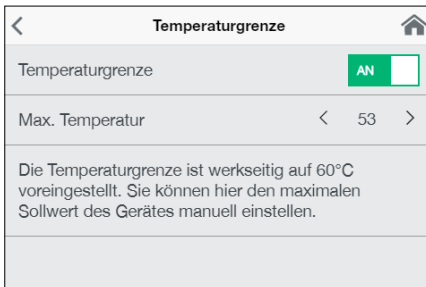 Temperaturgrenze
Temperaturgrenze AN
Max. Temperatur < 53 >
Die Temperaturgrenze ist werkseitig auf 60°C
voreingestellt. Sie können hier den maximalen
Sollwert des Gerätes manuell einstellen.